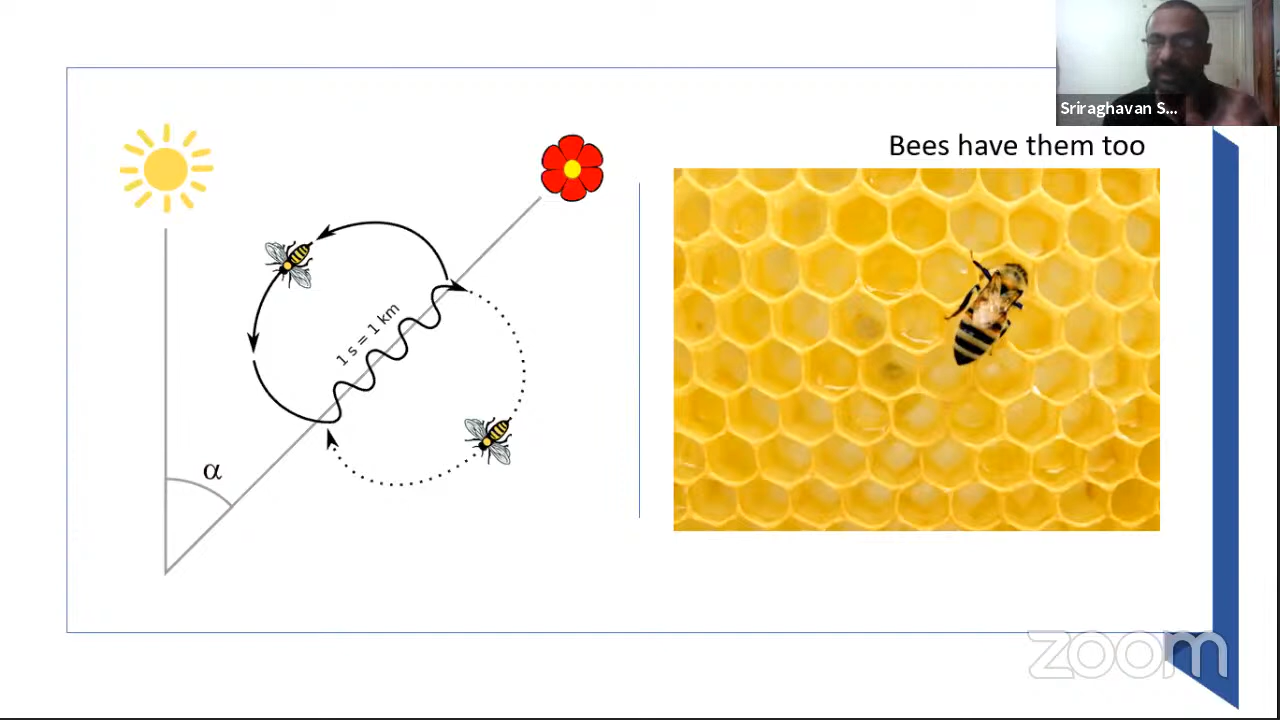 Sriraghavan S...
Bees have them too
1 s = 1 km
α
zoom